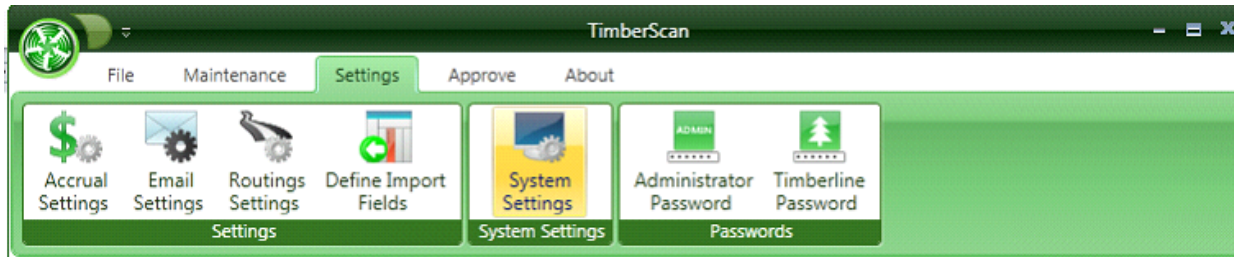 TimberScan
File Maintenance Settings Approve About
ADMIN
Accrual Settings
Email Settings
Routings Settings
Define Import Fields
System Settings
Administrator Password
Timberline Password
Settings System Settings Passwords